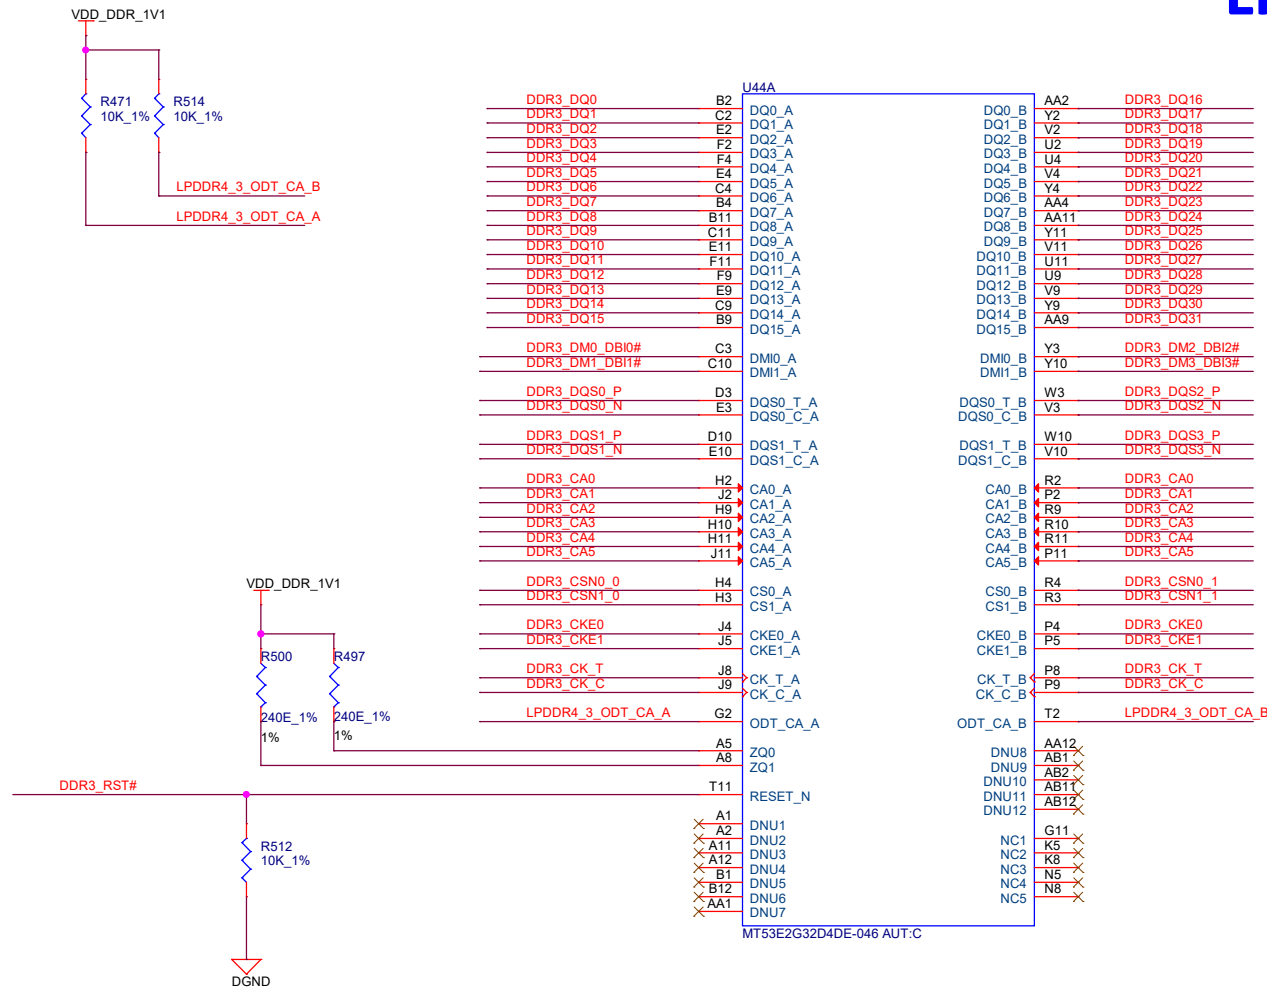 VDD_DDR_1V1
R471
10K_1%
R514
10K_1%
LPDDR4_3_ODT_CA_B
LPDDR4_3_ODT_CA_A
U44A
DDR3_DQ0 B2 DQ0_A DQ0_B AA2 DDR3_DQ16
DDR3_DQ1 C2 DQ1_A DQ1_B Y2 DDR3_DQ17
DDR3_DQ2 E2 DQ2_A DQ2_B V2 DDR3_DQ18
DDR3_DQ3 F2 DQ3_A DQ3_B U2 DDR3_DQ19
DDR3_DQ4 F4 DQ4_A DQ4_B U4 DDR3_DQ20
DDR3_DQ5 E4 DQ5_A DQ5_B V4 DDR3_DQ21
DDR3_DQ6 C4 DQ6_A DQ6_B Y4 DDR3_DQ22
DDR3_DQ7 B4 DQ7_A DQ7_B AA4 DDR3_DQ23
DDR3_DQ8 B11 DQ8_A DQ8_B AA11 DDR3_DQ24
DDR3_DQ9 C11 DQ9_A DQ9_B Y11 DDR3_DQ25
DDR3_DQ10 E11 DQ10_A DQ10_B V11 DDR3_DQ26
DDR3_DQ11 F11 DQ11_A DQ11_B U11 DDR3_DQ27
DDR3_DQ12 F9 DQ12_A DQ12_B U9 DDR3_DQ28
DDR3_DQ13 E9 DQ13_A DQ13_B V9 DDR3_DQ29
DDR3_DQ14 C9 DQ14_A DQ14_B Y9 DDR3_DQ30
DDR3_DQ15 B9 DQ15_A DQ15_B AA9 DDR3_DQ31
DDR3_DM0_DBI0# C3 DMI0_A DMI0_B Y3 DDR3_DM2_DBI2#
DDR3_DM1_DBI1# C10 DMI1_A DMI1_B Y10 DDR3_DM3_DBI3#
DDR3_DQS0_P D3 DQS0_T_A DQS0_T_B W3 DDR3_DQS2_P
DDR3_DQS0_N E3 DQS0_C_A DQS0_C_B V3 DDR3_DQS2_N
DDR3_DQS1_P D10 DQS1_T_A DQS1_T_B W10 DDR3_DQS3_P
DDR3_DQS1_N E10 DQS1_C_A DQS1_C_B V10 DDR3_DQS3_N
DDR3_CA0 H2 CA0_A CA0_B R2 DDR3_CA0
DDR3_CA1 J2 CA1_A CA1_B P2 DDR3_CA1
DDR3_CA2 H9 CA2_A CA2_B R9 DDR3_CA2
DDR3_CA3 H10 CA3_A CA3_B R10 DDR3_CA3
DDR3_CA4 H11 CA4_A CA4_B R11 DDR3_CA4
DDR3_CA5 J11 CA5_A CA5_B P11 DDR3_CA5
DDR3_CSN0_0 H4 CS0_A CS0_B R4 DDR3_CSN0_1
DDR3_CSN1_0 H3 CS1_A CS1_B R3 DDR3_CSN1_1
DDR3_CKE0 J4 CKE0_A CKE0_B P4 DDR3_CKE0
DDR3_CKE1 J5 CKE1_A CKE1_B P5 DDR3_CKE1
DDR3_CK_T J8 CK_T_A CK_T_B P8 DDR3_CK_T
DDR3_CK_C J9 CK_C_A CK_C_B P9 DDR3_CK_C
LPDDR4_3_ODT_CA_A G2 ODT_CA_A ODT_CA_B T2 LPDDR4_3_ODT_CA_B
VDD_DDR_1V1
R500
240E_1%
1%
R497
240E_1%
1%
A5 ZQ0 DNU8 AA12
A8 ZQ1 DNU9 AB1
DNU10 AB2
DDR3_RST# T11 RESET_N DNU11 AB11
DNU12 AB12
A1 DNU1
A2 DNU2 NC1 G11
A11 DNU3 NC2 K5
A12 DNU4 NC3 K8
B1 DNU5 NC4 N5
B12 DNU6 NC5 N8
AA1 DNU7
R512
10K_1%
DGND
MT53E2G32D4DE-046 AUT:C